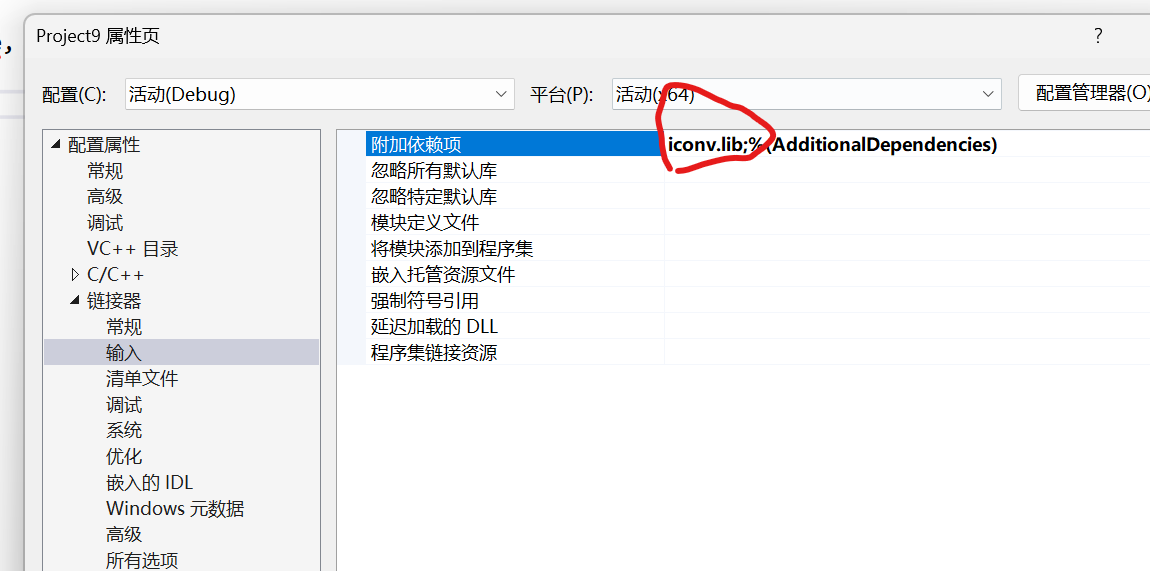 Project9 属性页
?
配置(C): 活动(Debug) 平台(P): 活动(x64) 配置管理器(O)
配置属性
常规
高级
调试
VC++ 目录
C/C++
链接器
常规
输入
清单文件
调试
系统
优化
嵌入的 IDL
Windows 元数据
高级
所有选项
附加依赖项 iconv.lib;%(AdditionalDependencies)
忽略所有默认库
忽略特定默认库
模块定义文件
将模块添加到程序集
嵌入托管资源文件
强制符号引用
延迟加载的 DLL
程序集链接资源